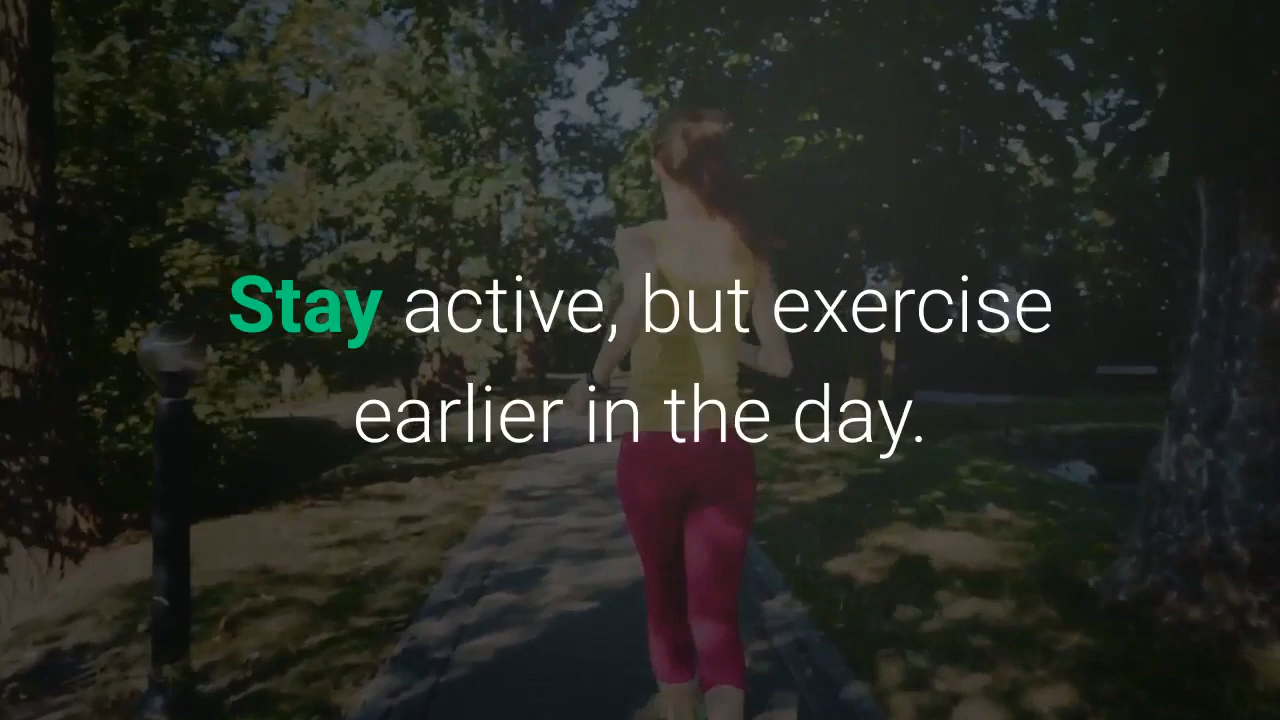 Stay active, but exercise
earlier in the day.